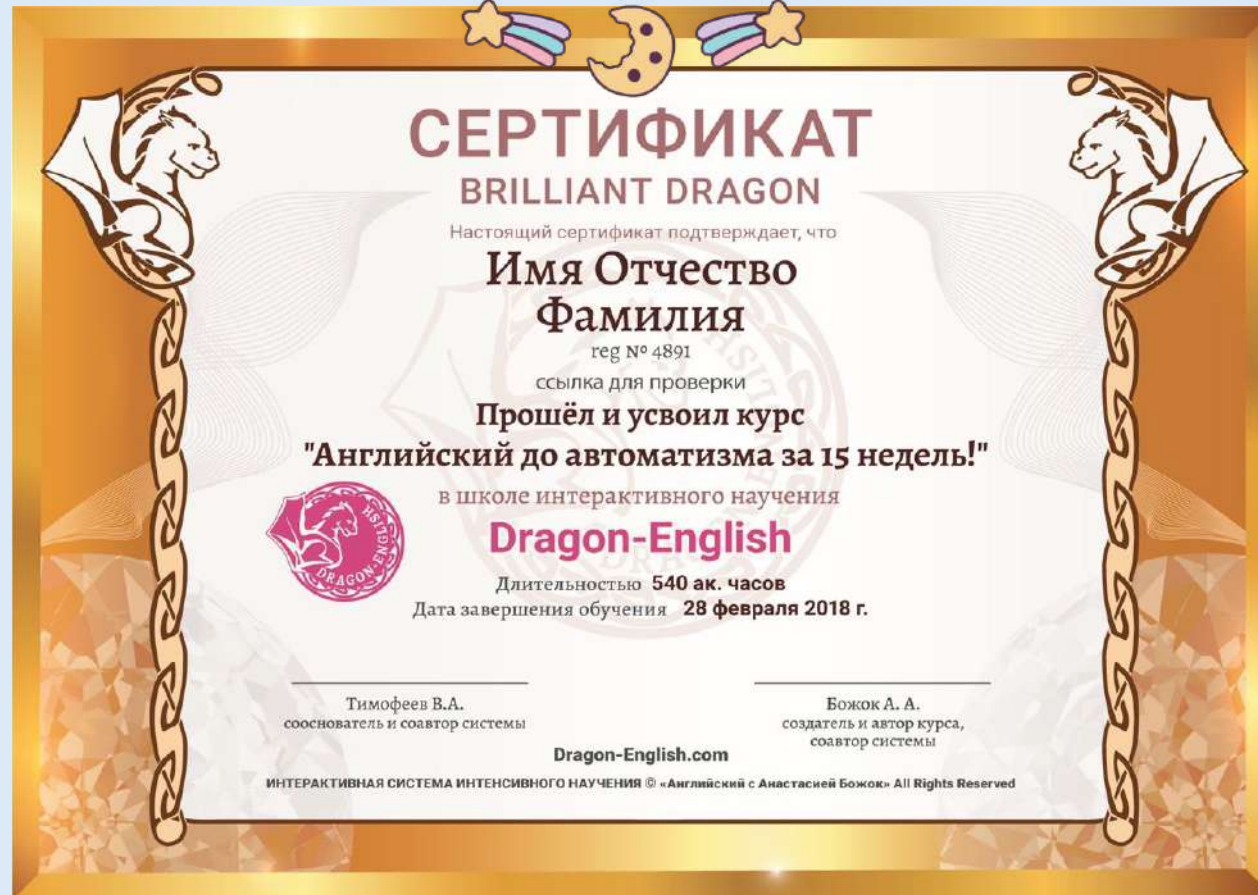 СЕРТИФИКАТ
BRILLIANT DRAGON
Настоящий сертификат подтверждает, что
Имя Отчество
Фамилия
reg № 4891
ссылка для проверки
Прошёл и усвоил курс
"Английский до автоматизма за 15 недель!"
в школе интерактивного научения
DRAGON-ENGLISH
Dragon-English
Длительностью 540 ак. часов
Дата завершения обучения 28 февраля 2018 г.
Тимофеев В.А.
сооснователь и соавтор системы
Божок А. А.
создатель и автор курса,
соавтор системы
Dragon-English.com
ИНТЕРАКТИВНАЯ СИСТЕМА ИНТЕНСИВНОГО НАУЧЕНИЯ © «Английский с Анастасией Божок» All Rights Reserved